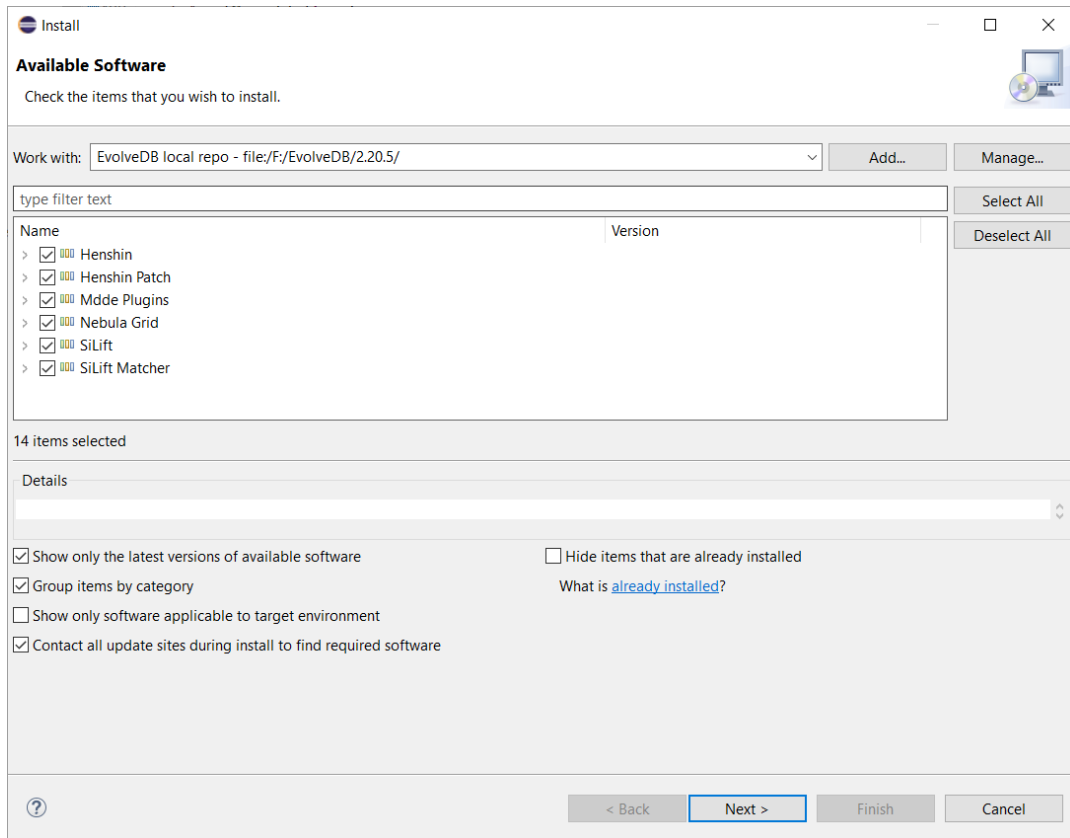 Install
Available Software
Check the items that you wish to install.
Work with: EvolveDB local repo - file:/F:/EvolveDB/2.20.5/ Add... Manage...
type filter text Select All
Name Version Deselect All
Henshin
Henshin Patch
Mdde Plugins
Nebula Grid
SiLift
SiLift Matcher
14 items selected
Details
Show only the latest versions of available software Hide items that are already installed
Group items by category What is already installed?
Show only software applicable to target environment
Contact all update sites during install to find required software
? < Back Next > Finish Cancel